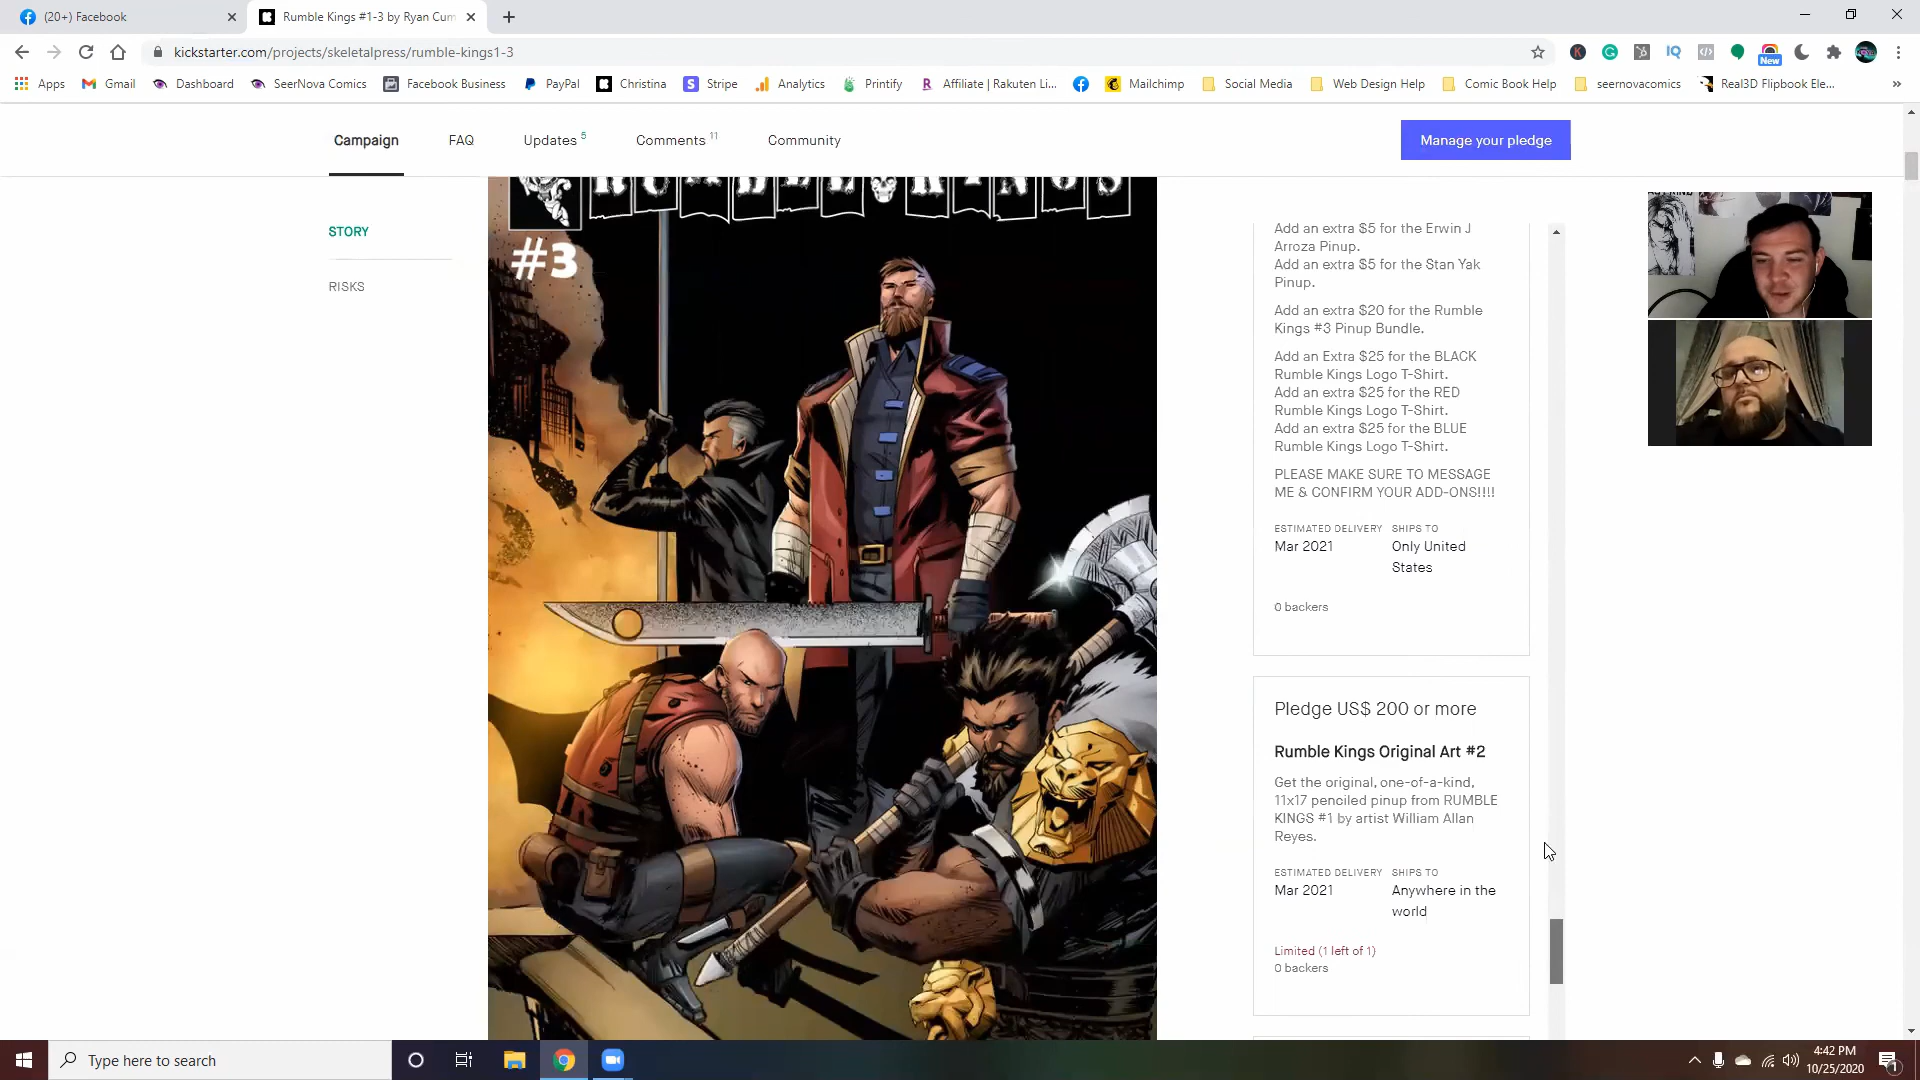 (20+) Facebook
Rumble Kings #1-3 by Ryan Cum
kickstarter.com/projects/skeletalpress/rumble-kings1-3
New
Apps
Gmail
Dashboard
SeerNova Comics
Facebook Business
PayPal
Christina
Stripe
Analytics
Printify
Affiliate | Rakuten Li...
Mailchimp
Social Media
Web Design Help
Comic Book Help
seernovacomics
Real3D Flipbook Ele...
Campaign
FAQ
Updates 5
Comments 11
Community
Manage your pledge
STORY
RISKS
RUMBLE KINGS
#3
Add an extra $5 for the Erwin J
Arroza Pinup.
Add an extra $5 for the Stan Yak
Pinup.
Add an extra $20 for the Rumble
Kings #3 Pinup Bundle.
Add an Extra $25 for the BLACK
Rumble Kings Logo T-Shirt.
Add an extra $25 for the RED
Rumble Kings Logo T-Shirt.
Add an extra $25 for the BLUE
Rumble Kings Logo T-Shirt.
PLEASE MAKE SURE TO MESSAGE
ME & CONFIRM YOUR ADD-ONS!!!!
ESTIMATED DELIVERY SHIPS TO
Mar 2021 Only United
States
0 backers
Pledge US$ 200 or more
Rumble Kings Original Art #2
Get the original, one-of-a-kind,
11x17 penciled pinup from RUMBLE
KINGS #1 by artist William Allan
Reyes.
ESTIMATED DELIVERY SHIPS TO
Mar 2021 Anywhere in the
world
Limited (1 left of 1)
0 backers
Type here to search
4:42 PM
10/25/2020
1